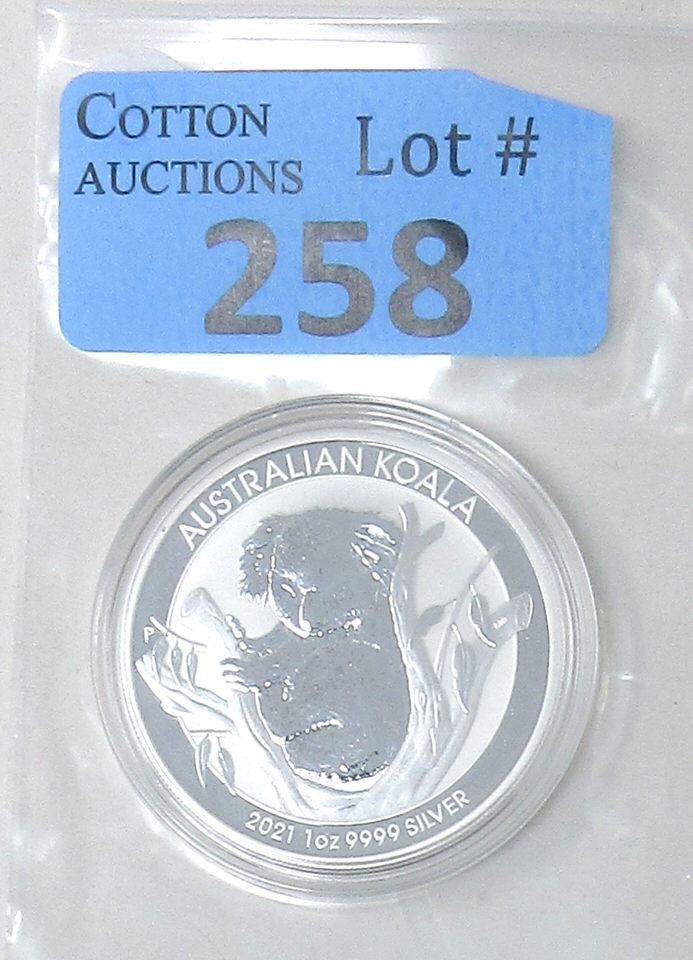 COTTON
AUCTIONS
Lot #
258
AUSTRALIAN KOALA
P
2021 1oz 9999 SILVER